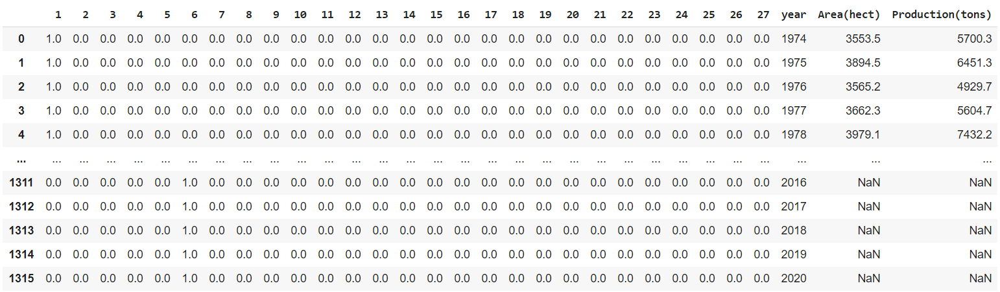 1 2 3 4 5 6 7 8 9 10 11 12 13 14 15 16 17 18 19 20 21 22 23 24 25 26 27 year Area(hect) Production(tons)
0 1.0 0.0 0.0 0.0 0.0 0.0 0.0 0.0 0.0 0.0 0.0 0.0 0.0 0.0 0.0 0.0 0.0 0.0 0.0 0.0 0.0 0.0 0.0 0.0 0.0 0.0 0.0 1974 3553.5 5700.3
1 1.0 0.0 0.0 0.0 0.0 0.0 0.0 0.0 0.0 0.0 0.0 0.0 0.0 0.0 0.0 0.0 0.0 0.0 0.0 0.0 0.0 0.0 0.0 0.0 0.0 0.0 0.0 1975 3894.5 6451.3
2 1.0 0.0 0.0 0.0 0.0 0.0 0.0 0.0 0.0 0.0 0.0 0.0 0.0 0.0 0.0 0.0 0.0 0.0 0.0 0.0 0.0 0.0 0.0 0.0 0.0 0.0 0.0 1976 3565.2 4929.7
3 1.0 0.0 0.0 0.0 0.0 0.0 0.0 0.0 0.0 0.0 0.0 0.0 0.0 0.0 0.0 0.0 0.0 0.0 0.0 0.0 0.0 0.0 0.0 0.0 0.0 0.0 0.0 1977 3662.3 5604.7
4 1.0 0.0 0.0 0.0 0.0 0.0 0.0 0.0 0.0 0.0 0.0 0.0 0.0 0.0 0.0 0.0 0.0 0.0 0.0 0.0 0.0 0.0 0.0 0.0 0.0 0.0 0.0 1978 3979.1 7432.2
... ... ... ... ... ... ... ... ... ... ... ... ... ... ... ... ... ... ... ... ... ... ... ... ... ... ... ... ... ... ...
1311 0.0 0.0 0.0 0.0 0.0 1.0 0.0 0.0 0.0 0.0 0.0 0.0 0.0 0.0 0.0 0.0 0.0 0.0 0.0 0.0 0.0 0.0 0.0 0.0 0.0 0.0 0.0 2016 NaN NaN
1312 0.0 0.0 0.0 0.0 0.0 1.0 0.0 0.0 0.0 0.0 0.0 0.0 0.0 0.0 0.0 0.0 0.0 0.0 0.0 0.0 0.0 0.0 0.0 0.0 0.0 0.0 0.0 2017 NaN NaN
1313 0.0 0.0 0.0 0.0 0.0 1.0 0.0 0.0 0.0 0.0 0.0 0.0 0.0 0.0 0.0 0.0 0.0 0.0 0.0 0.0 0.0 0.0 0.0 0.0 0.0 0.0 0.0 2018 NaN NaN
1314 0.0 0.0 0.0 0.0 0.0 1.0 0.0 0.0 0.0 0.0 0.0 0.0 0.0 0.0 0.0 0.0 0.0 0.0 0.0 0.0 0.0 0.0 0.0 0.0 0.0 0.0 0.0 2019 NaN NaN
1315 0.0 0.0 0.0 0.0 0.0 1.0 0.0 0.0 0.0 0.0 0.0 0.0 0.0 0.0 0.0 0.0 0.0 0.0 0.0 0.0 0.0 0.0 0.0 0.0 0.0 0.0 0.0 2020 NaN NaN